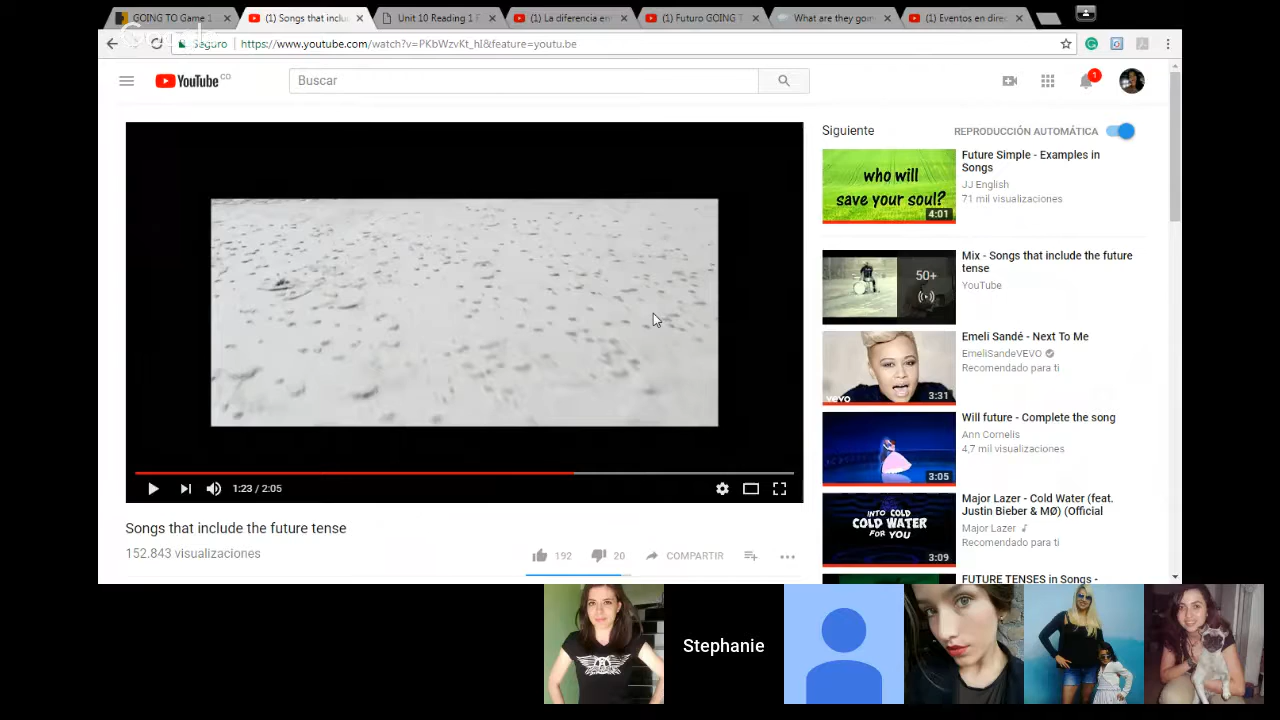 GOING TO Game 1
(1) Songs that inclu
Unit 10 Reading 1 F
(1) La diferencia en
(1) Futuro GOING T
What are they gom
(1) Eventos en direc
Seguro
https://www.youtube.com/watch?v=PKbWzvKt_hI&feature=youtu.be
YouTube CO
Buscar
1
Siguiente
REPRODUCCIÓN AUTOMÁTICA
who will
save your soul?
4:01
Future Simple - Examples in
Songs
JJ English
71 mil visualizaciones
50+
Mix - Songs that include the future
tense
YouTube
vevo
3:31
Emeli Sandé - Next To Me
EmeliSandeVEVO
Recomendado para ti
3:05
Will future - Complete the song
Ann Cornelis
4,7 mil visualizaciones
INTO COLD
COLD WATER
FOR YOU
3:09
Major Lazer - Cold Water (feat.
Justin Bieber & MØ) (Official
Major Lazer
Recomendado para ti
FUTURE TENSES in Songs -
1:23 / 2:05
Songs that include the future tense
152.843 visualizaciones
192
20
COMPARTIR
Stephanie